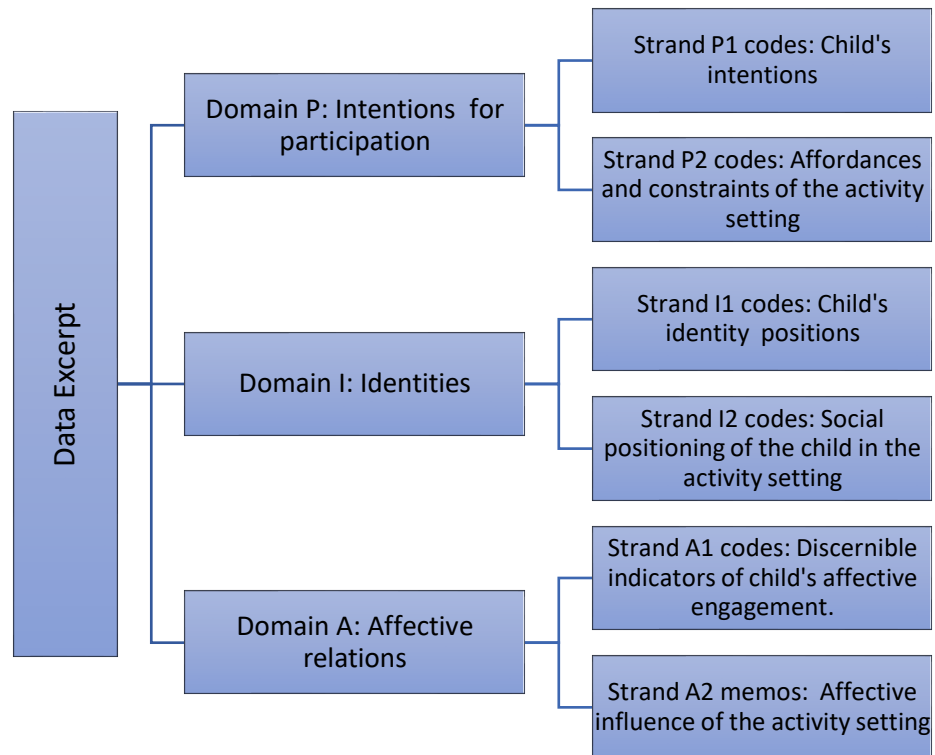 Data Excerpt
Domain P: Intentions for
participation
Strand P1 codes: Child's
intentions
Strand P2 codes: Affordances
and constraints of the activity
setting
Domain I: Identities
Strand I1 codes: Child's
identity positions
Strand I2 codes: Social
positioning of the child in the
activity setting
Domain A: Affective
relations
Strand A1 codes: Discernible
indicators of child's affective
engagement.
Strand A2 memos: Affective
influence of the activity setting